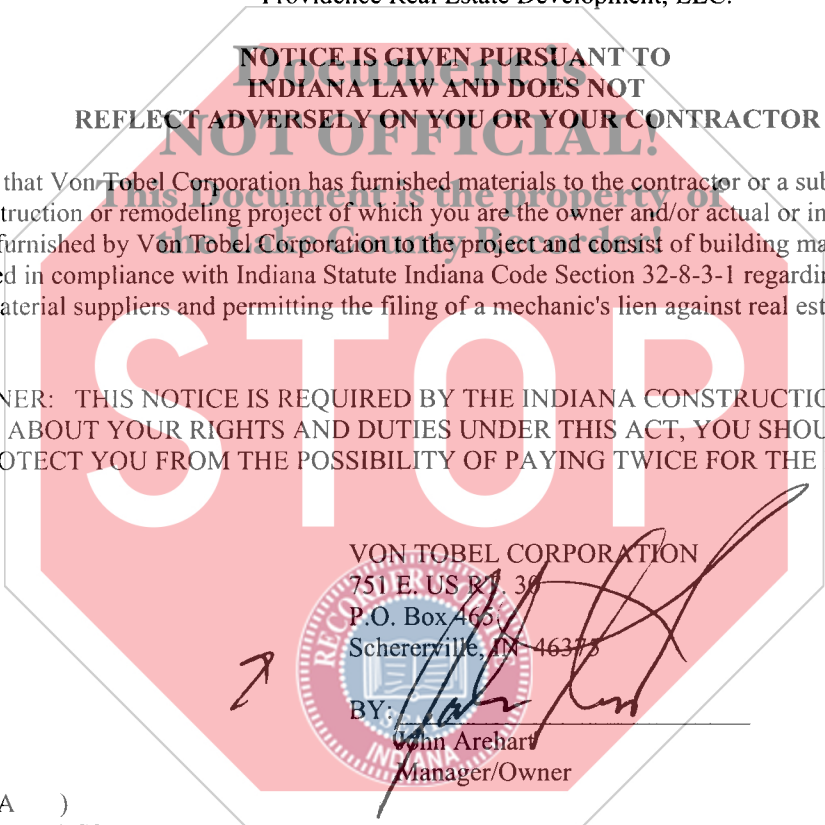 Providence Real Estate Development, LLC.
NOTICE IS GIVEN PURSUANT TO
INDIANA LAW AND DOES NOT
REFLECT ADVERSELY ON YOU OR YOUR CONTRACTOR
Document is
NOT OFFICIAL!
This Document is the property of
the Lake County Recorder!
that Von Tobel Corporation has furnished materials to the contractor or a sub
truction or remodeling project of which you are the owner and/or actual or in
furnished by Von Tobel Corporation to the project and consist of building ma
ed in compliance with Indiana Statute Indiana Code Section 32-8-3-1 regardin
aterial suppliers and permitting the filing of a mechanic's lien against real est
STOP
NER: THIS NOTICE IS REQUIRED BY THE INDIANA CONSTRUCTIO
ABOUT YOUR RIGHTS AND DUTIES UNDER THIS ACT, YOU SHOU
OTECT YOU FROM THE POSSIBILITY OF PAYING TWICE FOR THE
VON TOBEL CORPORATION
751 E. US RT. 30
P.O. Box 465
Schererville, IN 46375
BY:
John Arehart
Manager/Owner
RECORDER
SEAL
INDIANA
A )